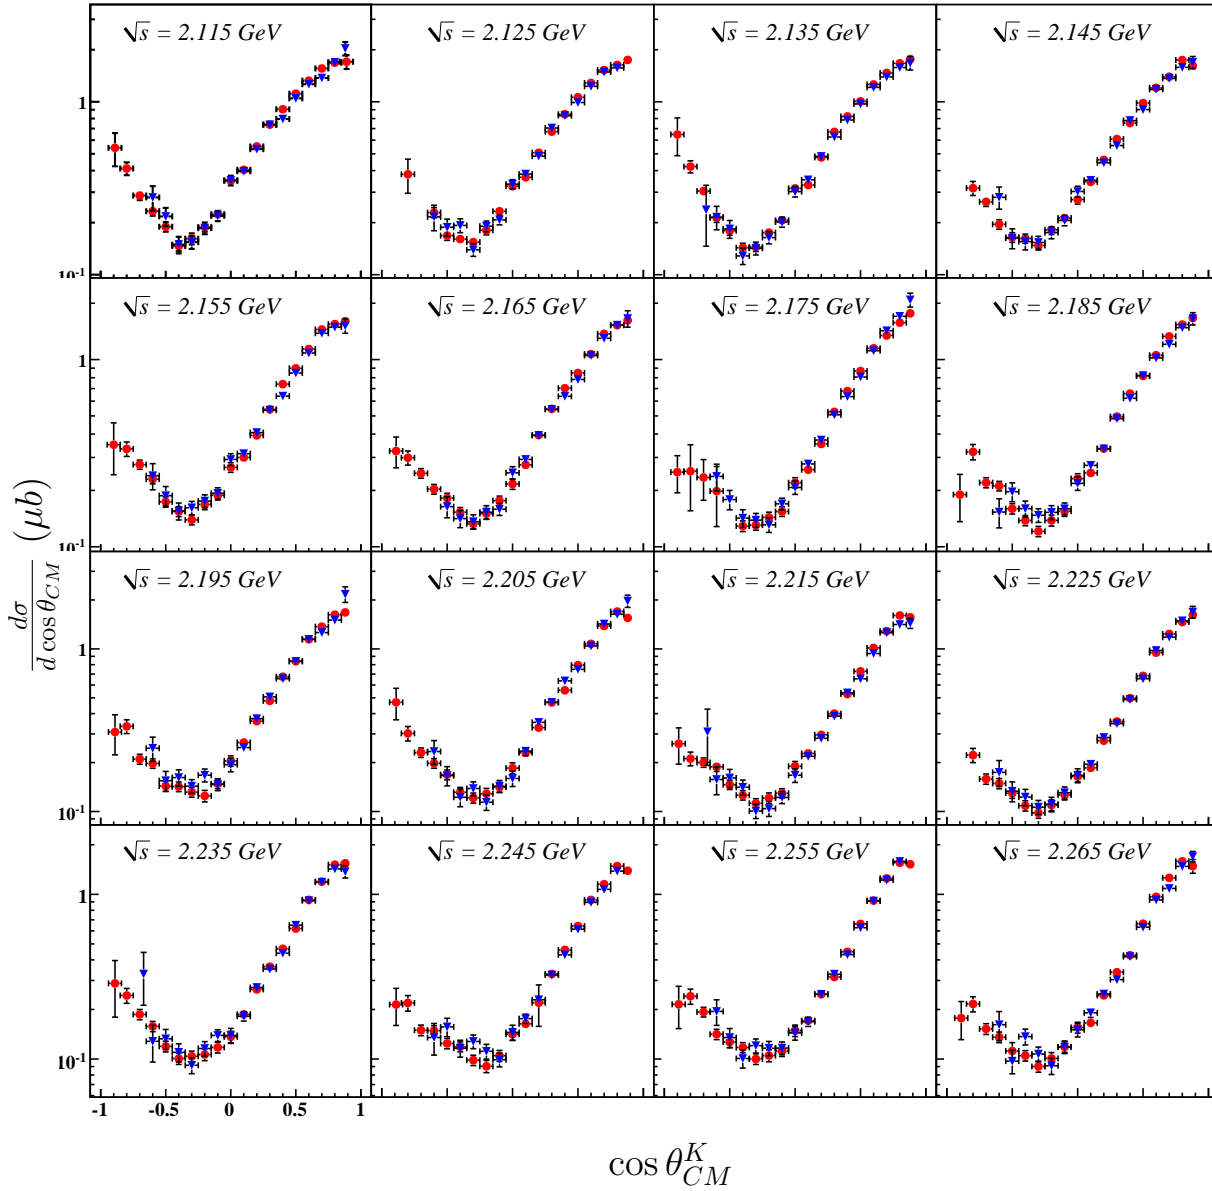 √s = 2.115 GeV √s = 2.125 GeV √s = 2.135 GeV √s = 2.145 GeV
1
10⁻¹
√s = 2.155 GeV √s = 2.165 GeV √s = 2.175 GeV √s = 2.185 GeV
1
10⁻¹
√s = 2.195 GeV √s = 2.205 GeV √s = 2.215 GeV √s = 2.225 GeV
1
10⁻¹
√s = 2.235 GeV √s = 2.245 GeV √s = 2.255 GeV √s = 2.265 GeV
1
10⁻¹
-1 -0.5 0 0.5 1
dσ / d cos θ_CM (μb)
cos θ^K_CM